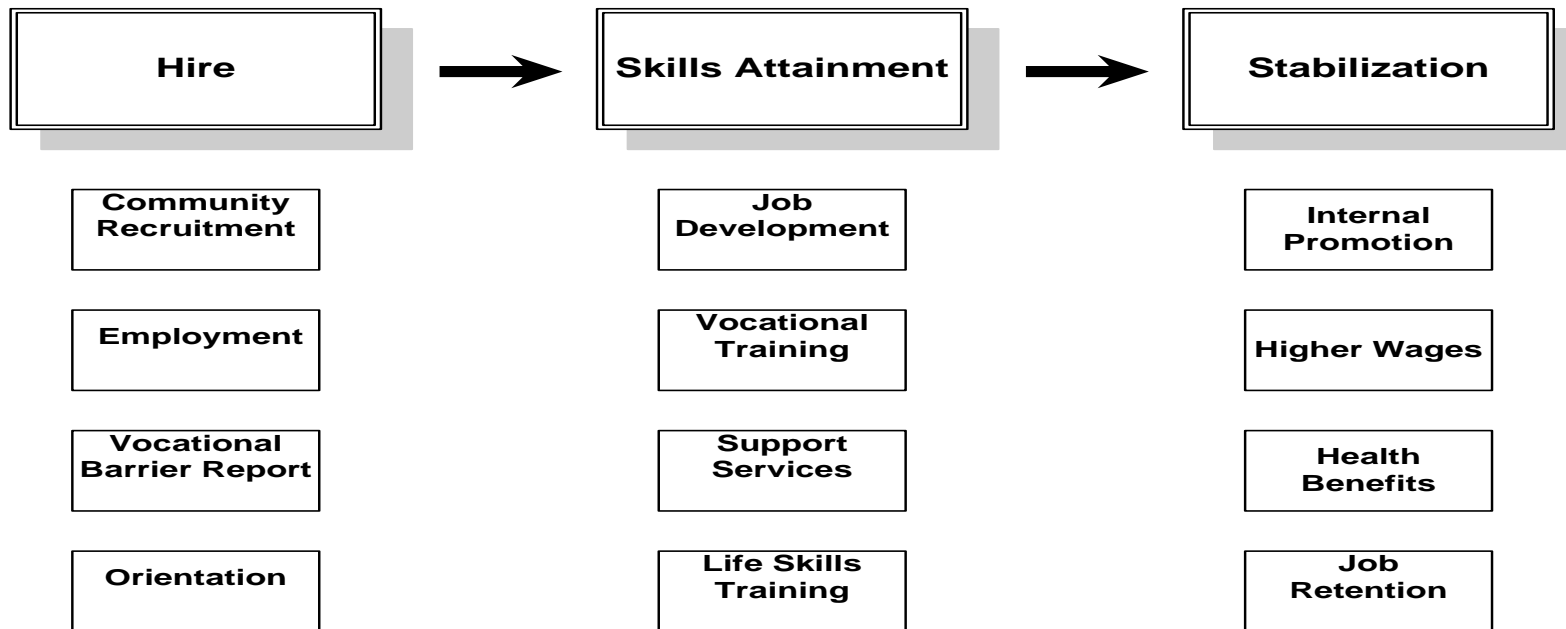 Hire
Skills Attainment
Stabilization
Community
Recruitment
Job
Development
Internal
Promotion
Employment
Vocational
Training
Higher Wages
Vocational
Barrier Report
Support
Services
Health
Benefits
Orientation
Life Skills
Training
Job
Retention